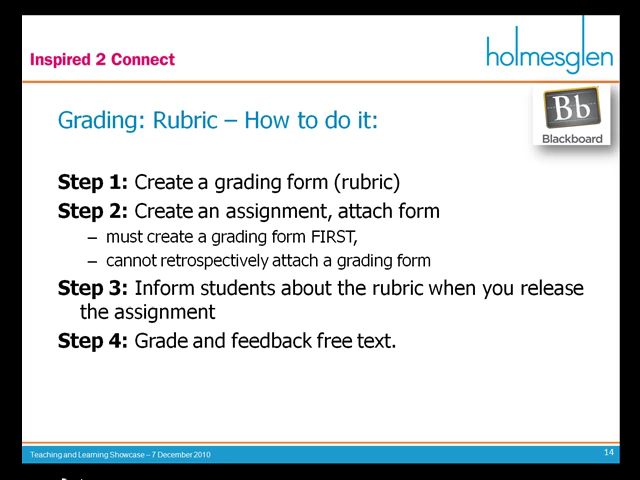 Inspired 2 Connect
holmesglen
Bb
Blackboard
Grading: Rubric – How to do it:
Step 1: Create a grading form (rubric)
Step 2: Create an assignment, attach form
– must create a grading form FIRST,
– cannot retrospectively attach a grading form
Step 3: Inform students about the rubric when you release
the assignment
Step 4: Grade and feedback free text.
Teaching and Learning Showcase – 7 December 2010
14